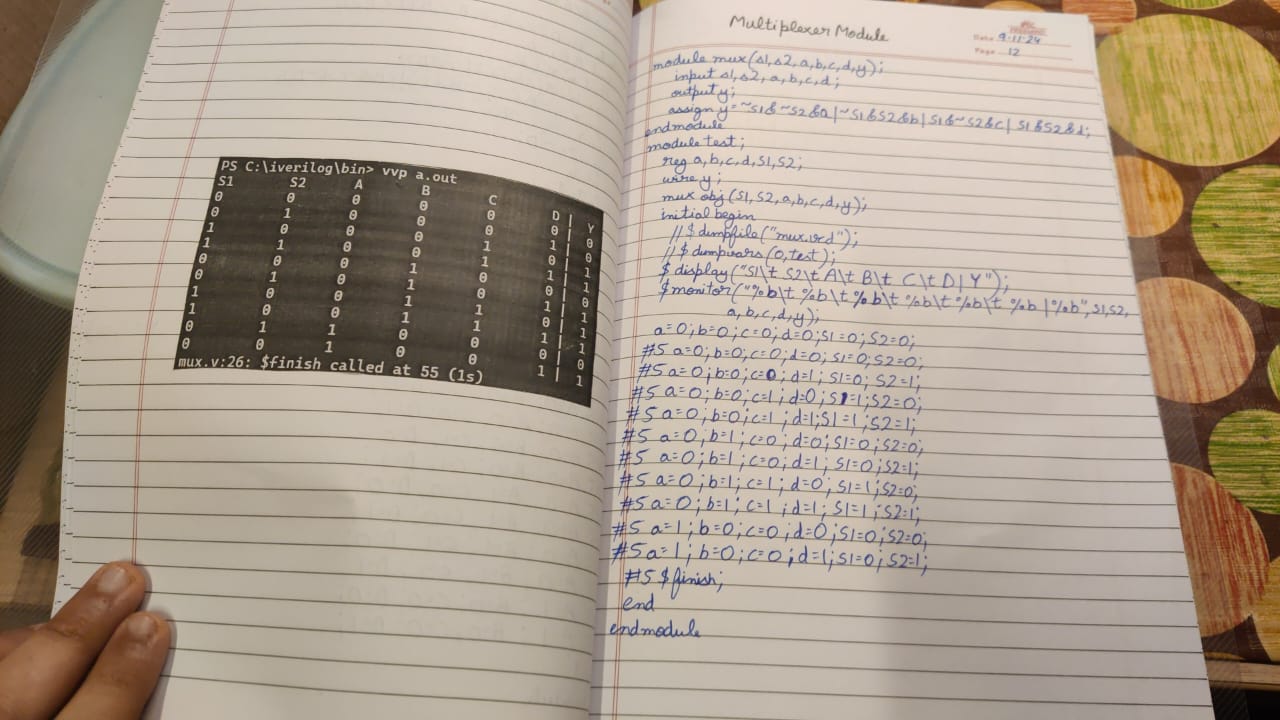 Multiplexer Module
Date 9-11-24
Page 12
PS C:\iverilog\bin> vvp a.out
S1 S2 A B C D | Y
0 0 0 0 0 0 | 0
0 1 0 0 0 1 | 0
1 0 0 0 1 0 | 1
1 1 0 0 1 1 | 1
0 0 0 1 0 0 | 0
0 1 0 1 0 1 | 1
1 0 0 1 1 0 | 1
1 0 0 1 1 1 | 1
0 1 1 0 0 0 | 0
0 0 1 0 0 1 | 1
mux.v:26: $finish called at 55 (1s)
module mux(s1,s2,a,b,c,d,y);
input s1,s2,a,b,c,d;
output y;
assign y=~S1&~S2&a|~S1&S2&b|S1&~S2&c|S1&S2&d;
endmodule
module test;
reg a,b,c,d,S1,S2;
wire y;
mux obj(S1,S2,a,b,c,d,y);
initial begin
//$dumpfile("mux.vcd");
//$dumpvars(0,test);
$display("S1\t S2\t A\t B\t C\t D|Y");
$monitor("%b\t %b\t %b\t %b\t %b\t %b |%b",S1,S2,
a,b,c,d,y);
a=0;b=0;c=0;d=0;S1=0;S2=0;
#5 a=0;b=0;c=0;d=0;S1=0;S2=0;
#5 a=0;b=0;c=0;d=1;S1=0;S2=1;
#5 a=0;b=0;c=1;d=0;S1=1;S2=0;
#5 a=0;b=0;c=1;d=1;S1=1;S2=1;
#5 a=0;b=1;c=0;d=0;S1=0;S2=0;
#5 a=0;b=1;c=0;d=1;S1=0;S2=1;
#5 a=0;b=1;c=1;d=0;S1=1;S2=0;
#5 a=0;b=1;c=1;d=1;S1=1;S2=1;
#5 a=1;b=0;c=0;d=0;S1=0;S2=0;
#5 a=1;b=0;c=0;d=1;S1=0;S2=1;
#5 $finish;
end
endmodule